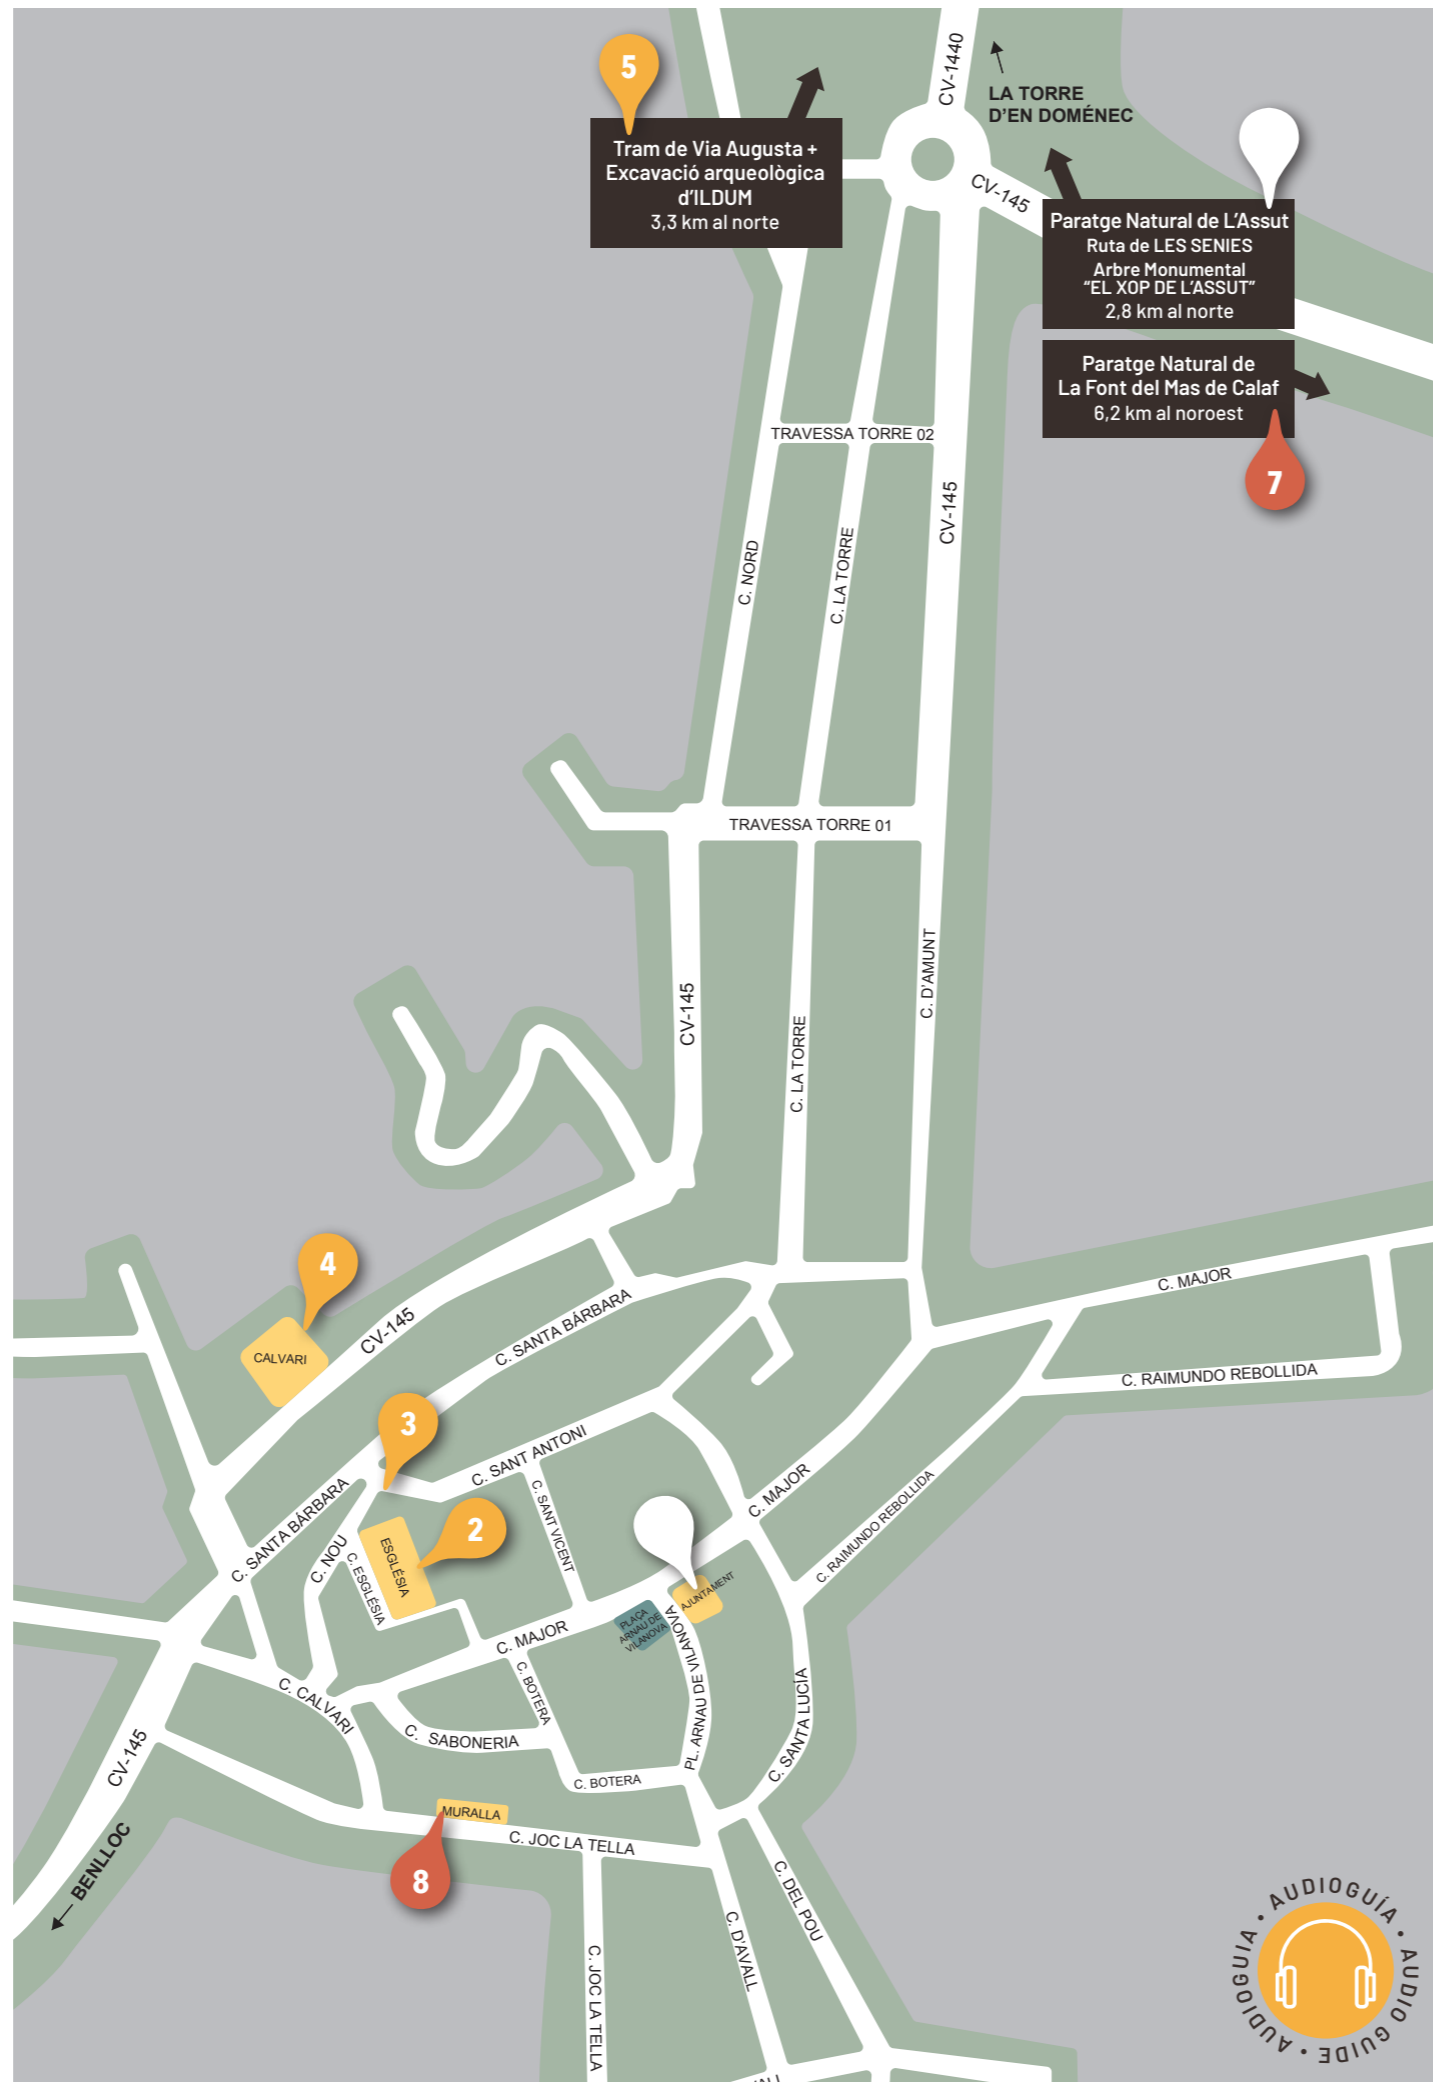 5
CV-1440
LA TORRE
D'EN DOMÉNEC
Tram de Via Augusta +
Excavació arqueològica
d'ILDUM
3,3 km al norte
CV-145
Paratge Natural de L'Assut
Ruta de LES SENIES
Arbre Monumental
"EL XOP DE L'ASSUT"
2,8 km al norte
Paratge Natural de
La Font del Mas de Calaf
6,2 km al noroest
7
TRAVESSA TORRE 02
CV-145
C. NORD
C. LA TORRE
TRAVESSA TORRE 01
C. D'AMUNT
CV-145
C. LA TORRE
4
CALVARI
CV-145
C. SANTA BÁRBARA
C. MAJOR
C. RAIMUNDO REBOLLIDA
3
C. SANT ANTONI
C. SANTA BÁRBARA
C. SANT VICENT
C. MAJOR
C. RAIMUNDO REBOLLIDA
2
C. NOU
C. ESGLÉSIA
ESGLÉSIA
AJUNTAMENT
PLAÇA
ARNAU DE
VILANOVA
C. MAJOR
PL. ARNAU DE VILANOVA
C. BOTERA
C. CALVARI
C. SABONERIA
C. SANTA LUCÍA
CV-145
C. BOTERA
MURALLA
C. JOC LA TELLA
8
BENLLOC
C. DEL POU
C. D'AVALL
C. JOC LA TELLA
AUDIOGUIA • AUDIOGUÍA • AUDIO GUIDE •